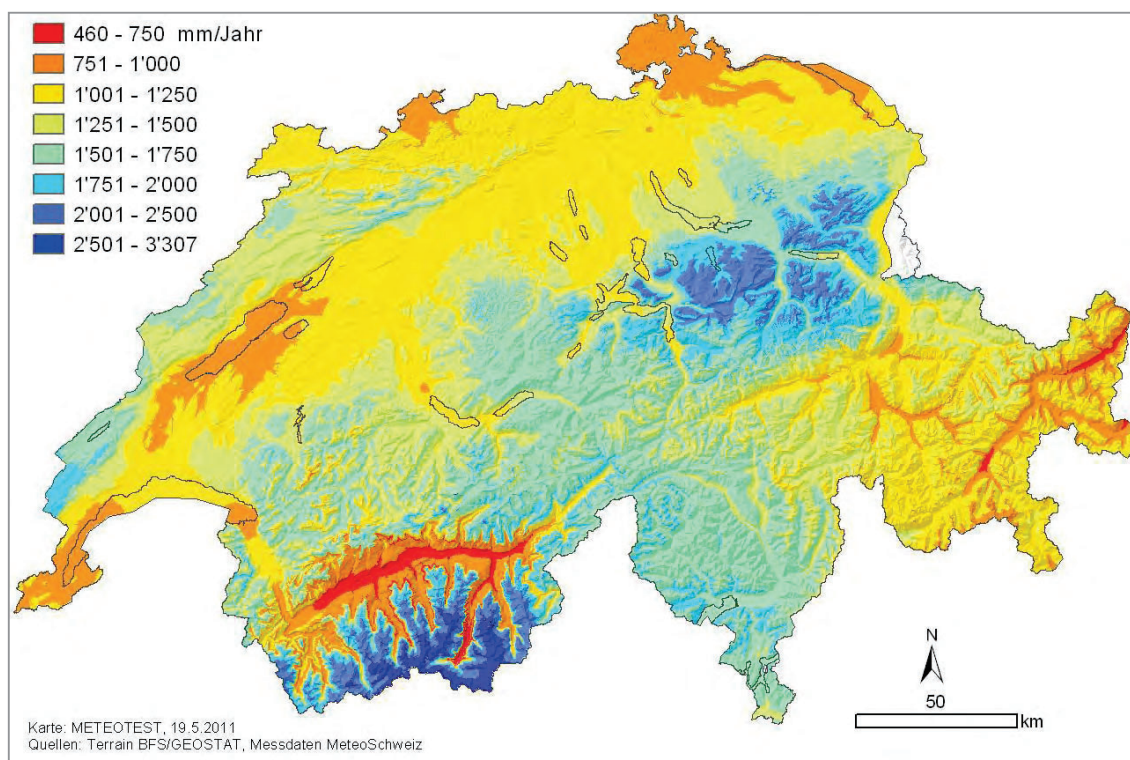 460 - 750 mm/Jahr
751 - 1'000
1'001 - 1'250
1'251 - 1'500
1'501 - 1'750
1'751 - 2'000
2'001 - 2'500
2'501 - 3'307
N
50
km
Karte: METEOTEST, 19.5.2011
Quellen: Terrain BFS/GEOSTAT, Messdaten MeteoSchweiz